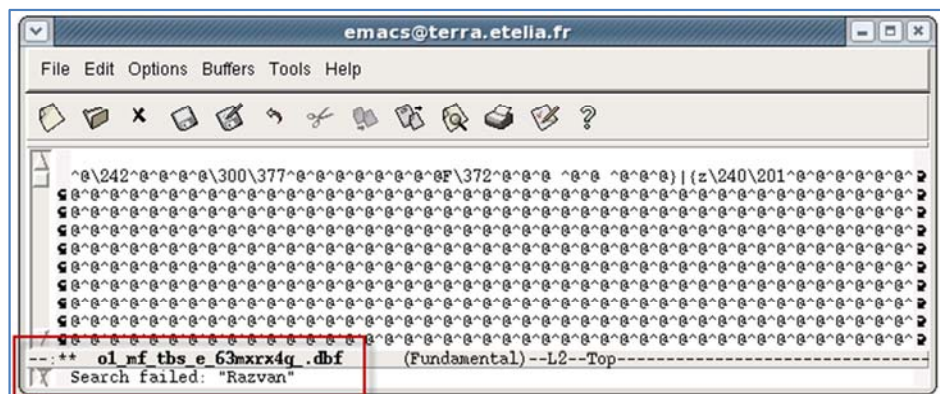 emacs@terra.etelia.fr
File Edit Options Buffers Tools Help
^@\242^@^@^@^@\300\377^@^@^@^@^@^@^@^@F\372^@^@^@ ^@^@ ^@^@^@}|{z\240\201^@^@^@^@^@^@
^@^@^@^@^@^@^@^@^@^@^@^@^@^@^@^@^@^@^@^@^@^@^@^@^@^@^@^@^@^@^@^@^@^@^@^@^@
^@^@^@^@^@^@^@^@^@^@^@^@^@^@^@^@^@^@^@^@^@^@^@^@^@^@^@^@^@^@^@^@^@^@^@^@^@
^@^@^@^@^@^@^@^@^@^@^@^@^@^@^@^@^@^@^@^@^@^@^@^@^@^@^@^@^@^@^@^@^@^@^@^@^@
^@^@^@^@^@^@^@^@^@^@^@^@^@^@^@^@^@^@^@^@^@^@^@^@^@^@^@^@^@^@^@^@^@^@^@^@^@
^@^@^@^@^@^@^@^@^@^@^@^@^@^@^@^@^@^@^@^@^@^@^@^@^@^@^@^@^@^@^@^@^@^@^@^@^@
^@^@^@^@^@^@^@^@^@^@^@^@^@^@^@^@^@^@^@^@^@^@^@^@^@^@^@^@^@^@^@^@^@^@^@^@^@
^@^@^@^@^@^@^@^@^@^@^@^@^@^@^@^@^@^@^@^@^@^@^@^@^@^@^@^@^@^@^@^@^@^@^@^@^@
^@^@^@^@^@^@^@^@^@^@^@^@^@^@^@^@^@^@^@^@^@^@^@^@^@^@^@^@^@^@^@^@^@^@^@^@^@
--:** o1_mf_tbs_e_63mxrx4q_.dbf (Fundamental)--L2--Top----------------------------
Search failed: "Razvan"